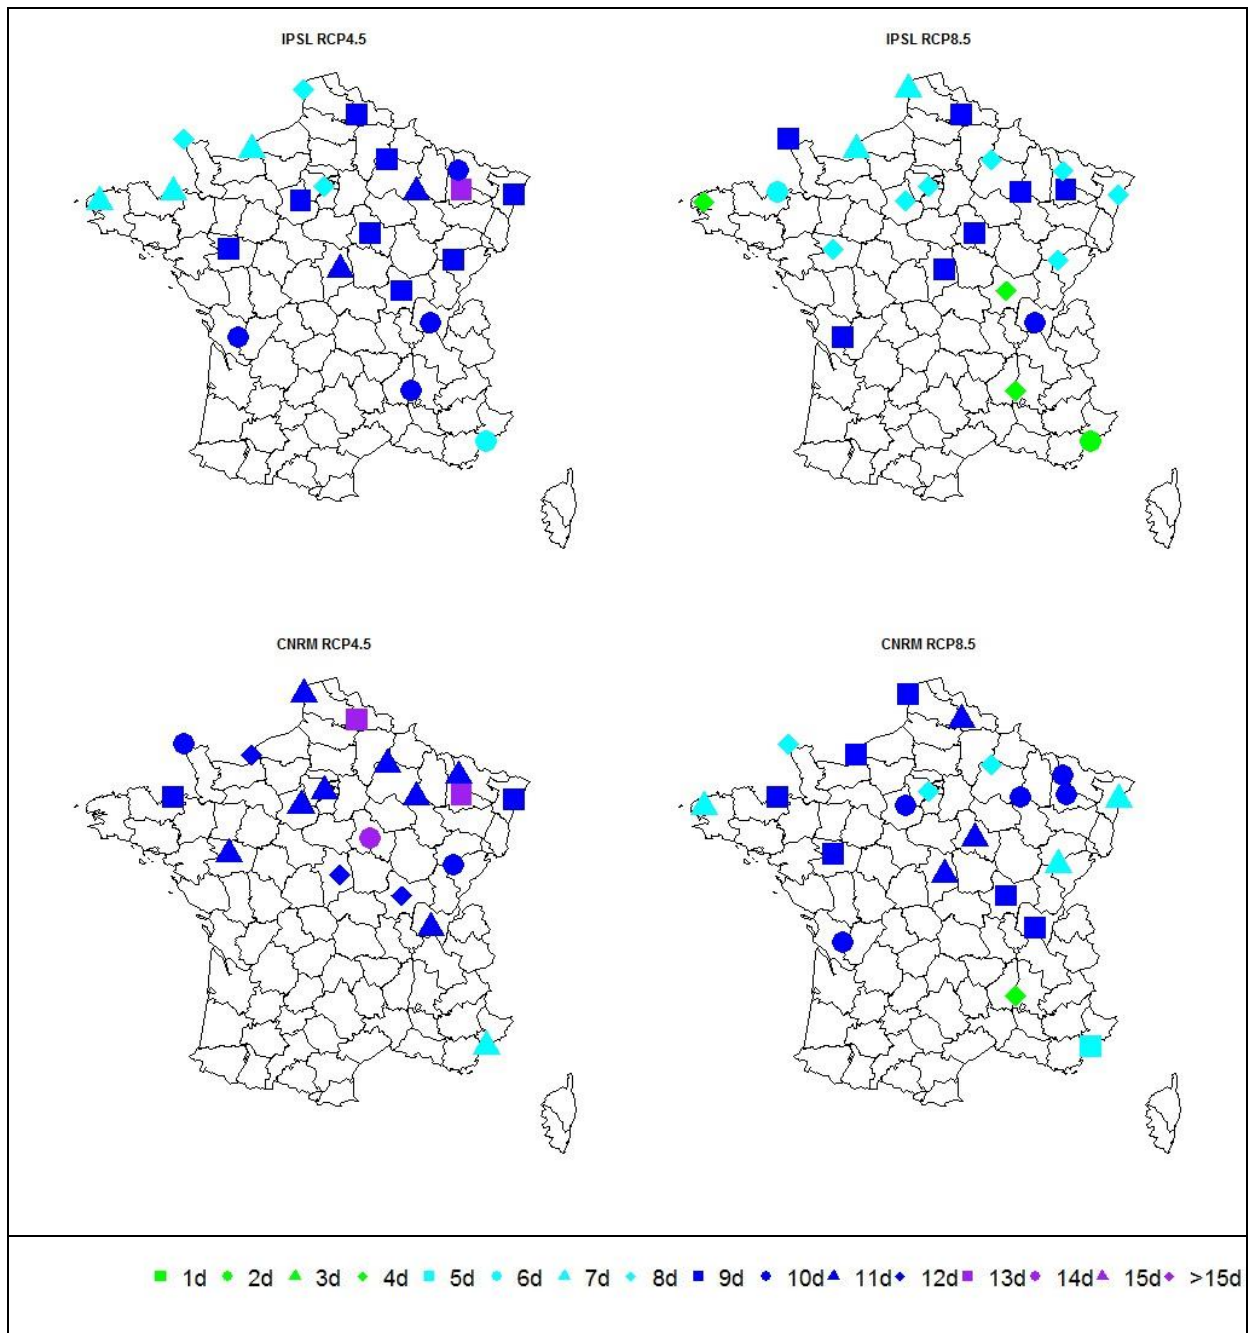 IPSL RCP4.5
IPSL RCP8.5
CNRM RCP4.5
CNRM RCP8.5
1d 2d 3d 4d 5d 6d 7d 8d 9d 10d 11d 12d 13d 14d 15d >15d